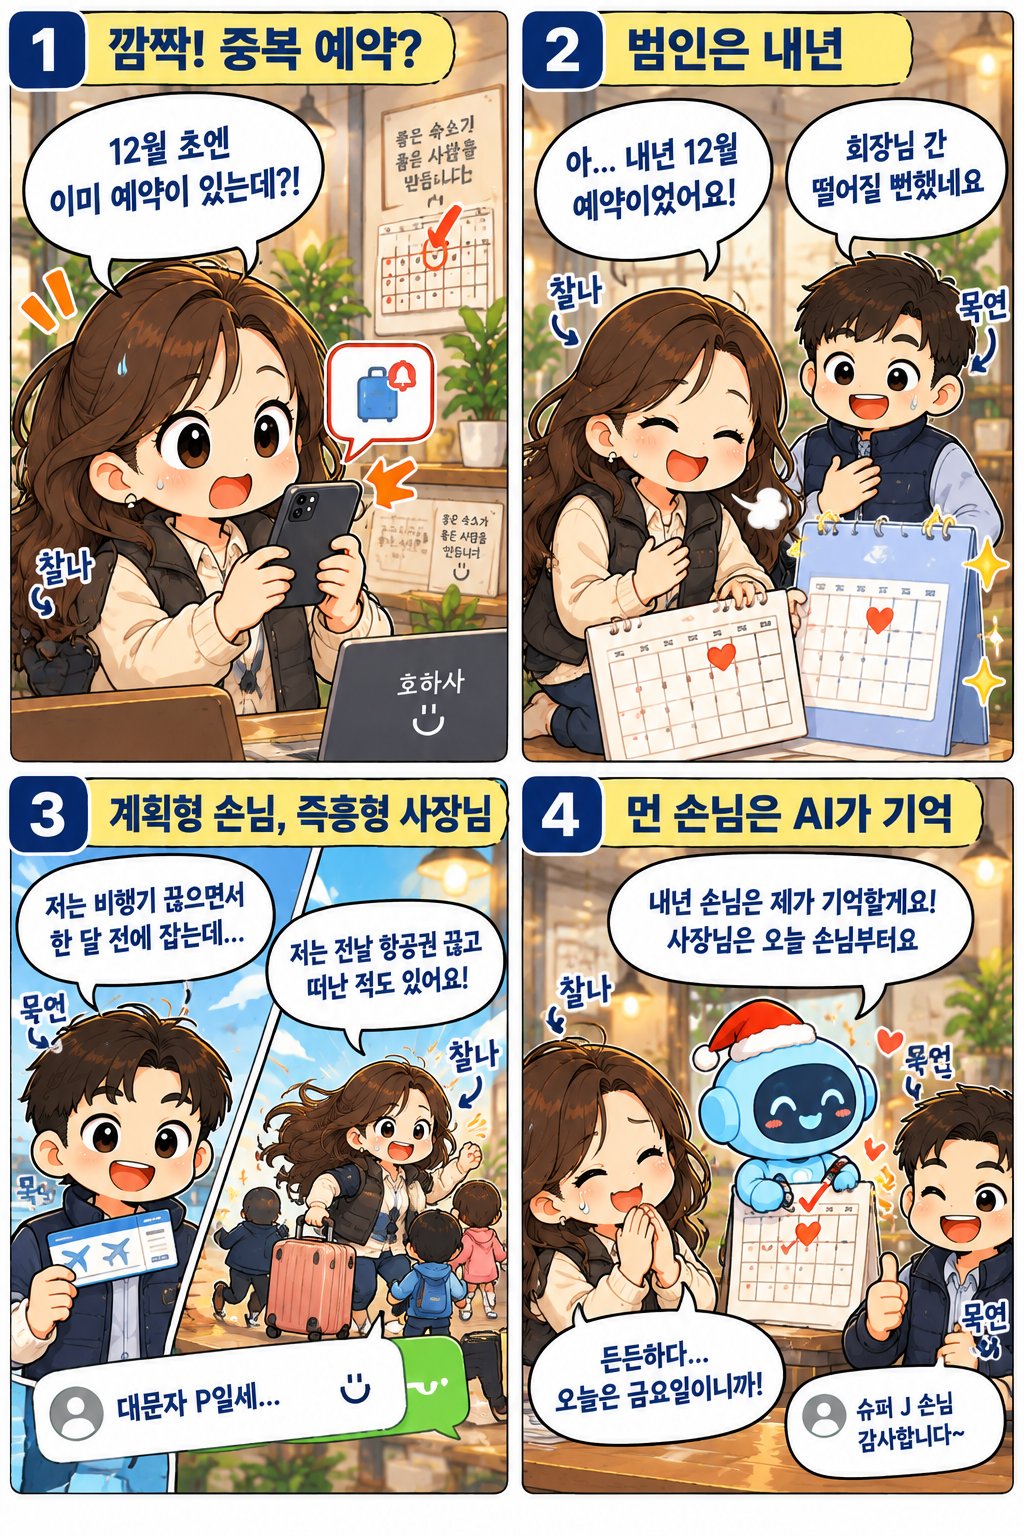 1 깜짝! 중복 예약?
12월 초엔
이미 예약이 있는데?!
좋은 숙소가
좋은 사람을
만듭니다
찰나
호하사
2 범인은 내년
아... 내년 12월
예약이었어요!
회장님 간
떨어질 뻔했네요
찰나
묵연
3 계획형 손님, 즉흥형 사장님
저는 비행기 끊으면서
한 달 전에 잡는데...
저는 전날 항공권 끊고
떠난 적도 있어요!
묵연
찰나
대문자 P일세...
4 먼 손님은 AI가 기억
내년 손님은 제가 기억할게요!
사장님은 오늘 손님부터요
찰나
묵연
든든하다...
오늘은 금요일이니까!
묵연
슈퍼 J 손님
감사합니다~